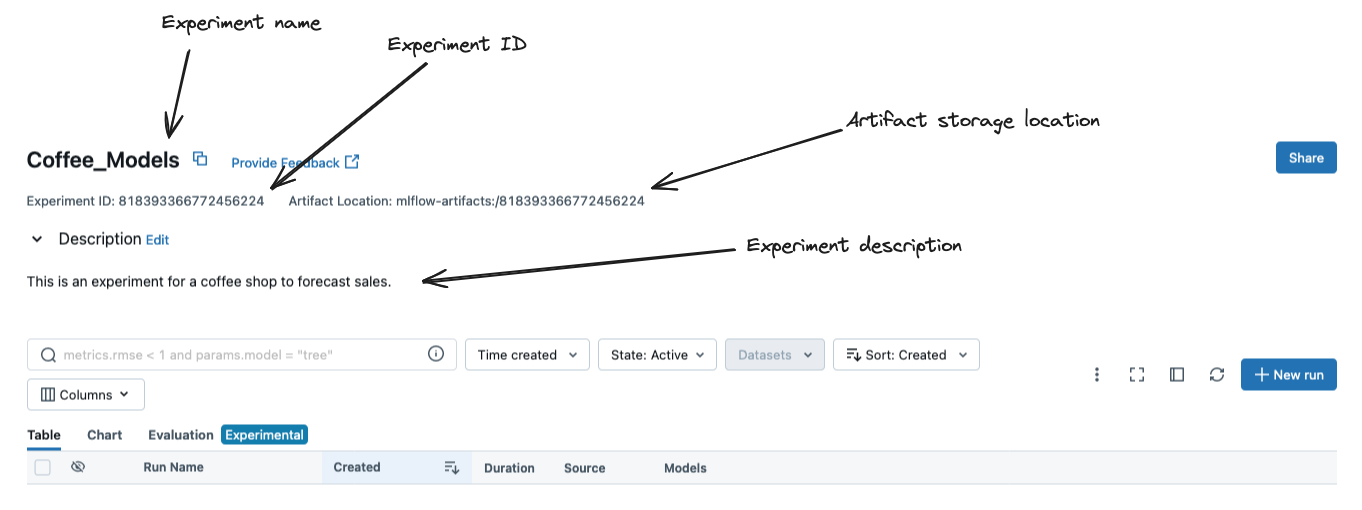 Experiment name
Experiment ID
Artifact storage location
Coffee_Models Provide Feedback Share
Experiment ID: 818393366772456224 Artifact Location: mlflow-artifacts:/818393366772456224
Description Edit
Experiment description
This is an experiment for a coffee shop to forecast sales.
metrics.rmse < 1 and params.model = "tree" Time created State: Active Datasets Sort: Created
New run
Columns
Table Chart Evaluation Experimental
Run Name Created Duration Source Models